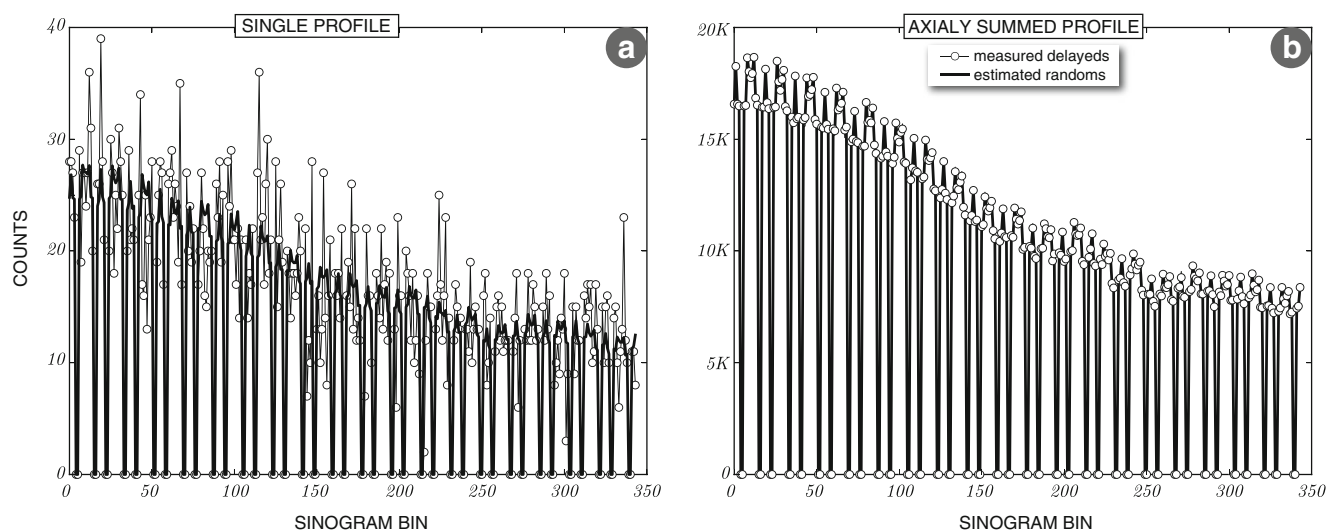 SINGLE PROFILE
a
COUNTS
40
30
20
10
0
0 50 100 150 200 250 300 350
SINOGRAM BIN
AXIALY SUMMED PROFILE
b
measured delayeds
estimated randoms
20K
15K
10K
5K
0
0 50 100 150 200 250 300 350
SINOGRAM BIN